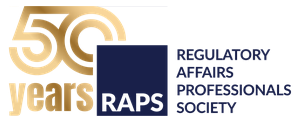 50
years
RAPS
REGULATORY
AFFAIRS
PROFESSIONALS
SOCIETY